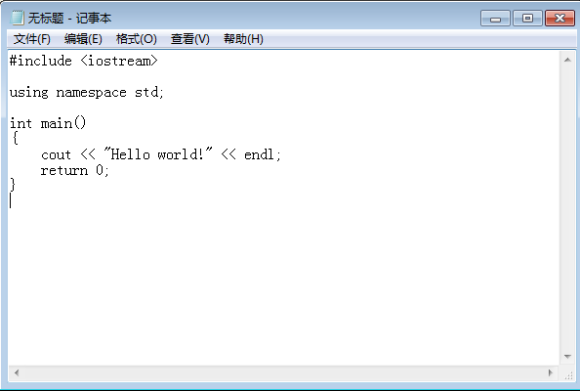 无标题 - 记事本
文件(F) 编辑(E) 格式(O) 查看(V) 帮助(H)
#include <iostream>
using namespace std;
int main()
{
    cout << "Hello world!" << endl;
    return 0;
}